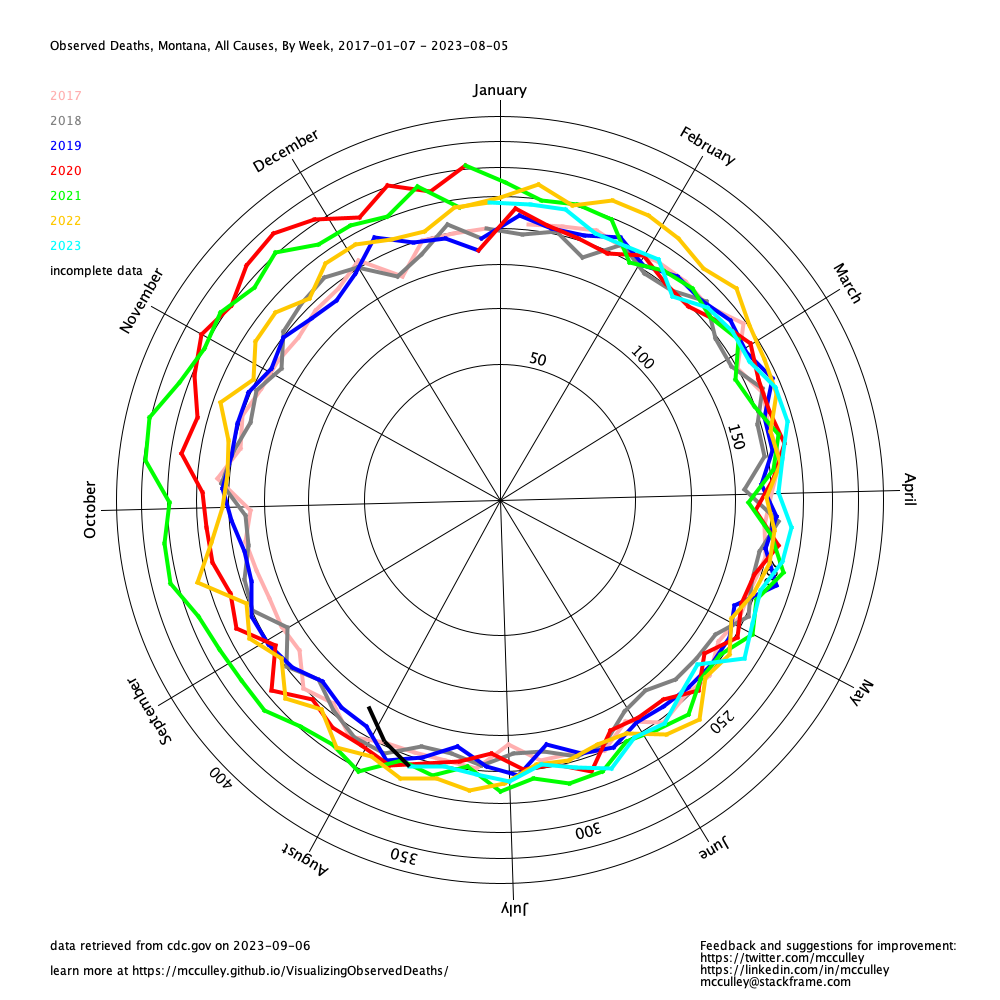 Observed Deaths, Montana, All Causes, By Week, 2017-01-07 - 2023-08-05
2017
2018
2019
2020
2021
2022
2023
incomplete data
January
February
March
April
May
June
July
August
September
October
November
December
50
100
150
250
300
350
400
data retrieved from cdc.gov on 2023-09-06
learn more at https://mcculley.github.io/VisualizingObservedDeaths/
Feedback and suggestions for improvement:
https://twitter.com/mcculley
https://linkedin.com/in/mcculley
mcculley@stackframe.com